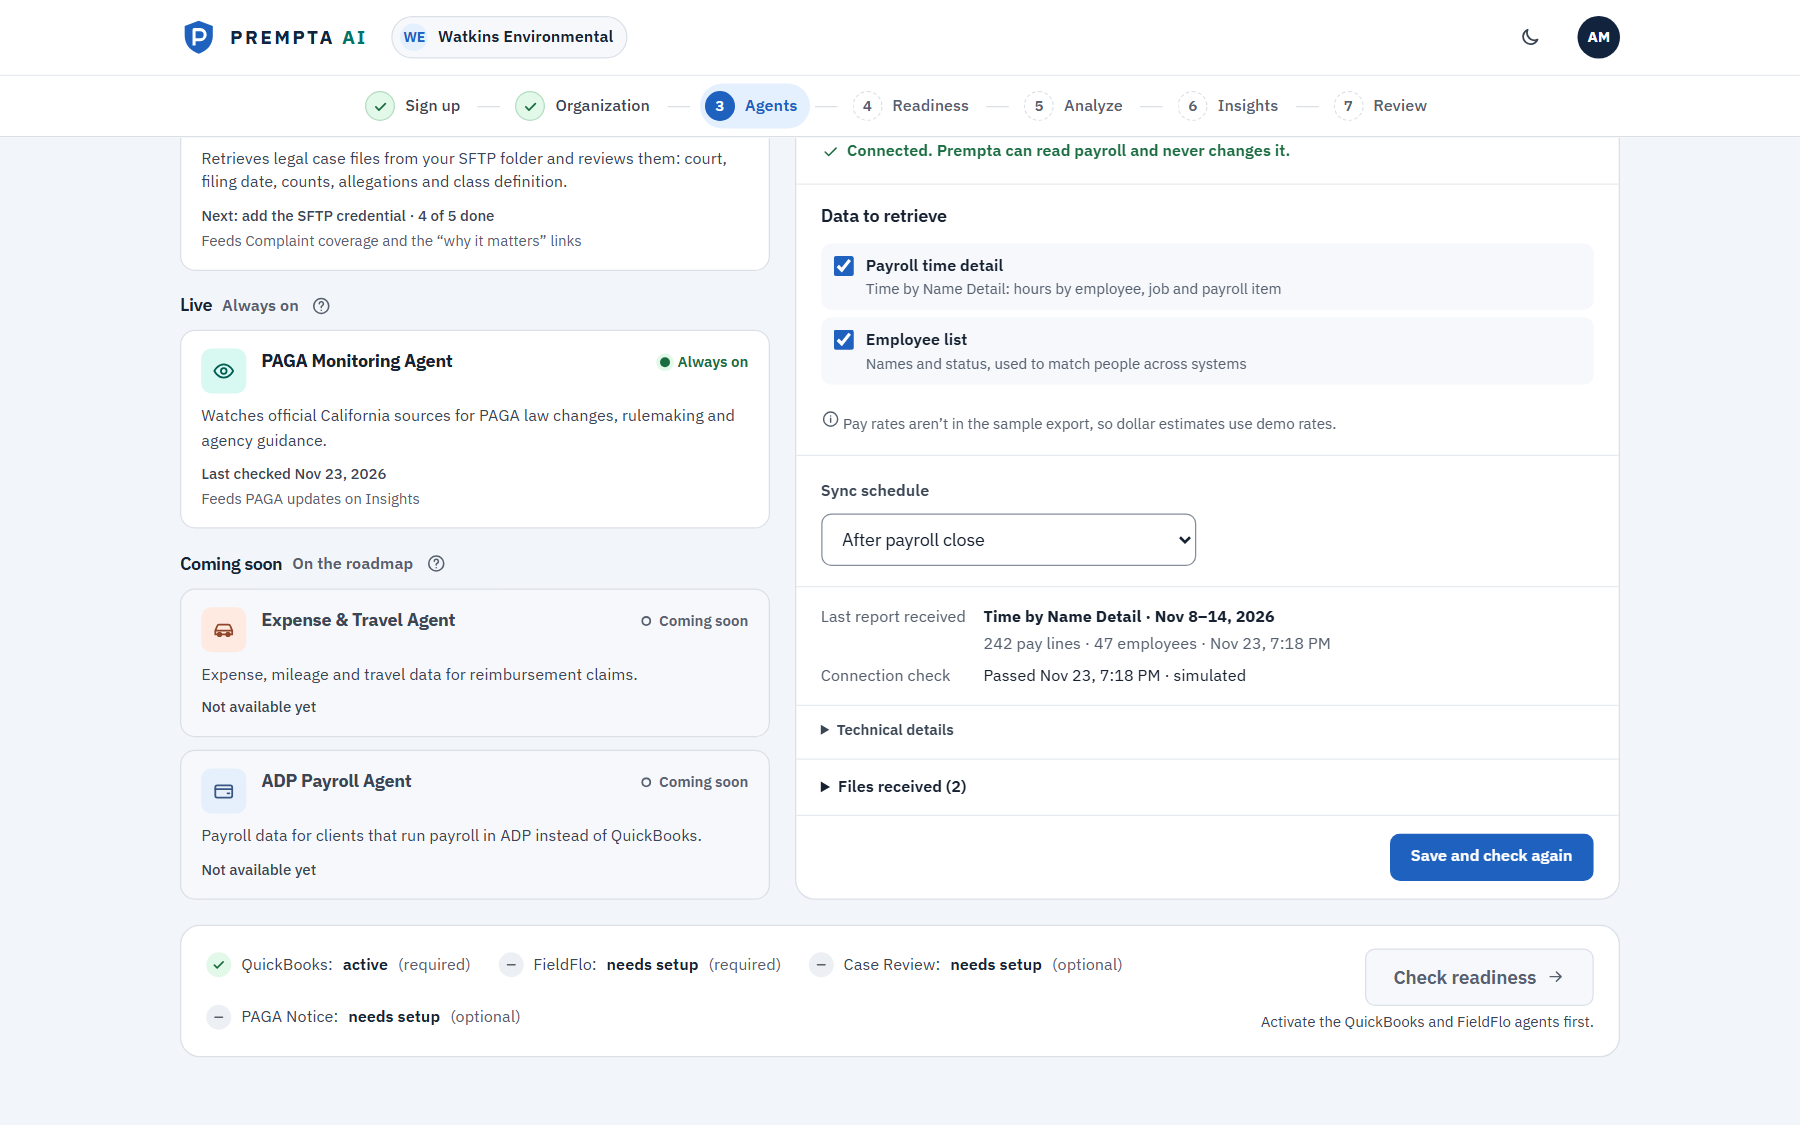 PREMPTA AI
WE Watkins Environmental
AM
Sign up
Organization
3 Agents
4 Readiness
5 Analyze
6 Insights
7 Review
Retrieves legal case files from your SFTP folder and reviews them: court,
filing date, counts, allegations and class definition.
Next: add the SFTP credential · 4 of 5 done
Feeds Complaint coverage and the “why it matters” links
Live Always on
PAGA Monitoring Agent
Always on
Watches official California sources for PAGA law changes, rulemaking and
agency guidance.
Last checked Nov 23, 2026
Feeds PAGA updates on Insights
Coming soon On the roadmap
Expense & Travel Agent
Coming soon
Expense, mileage and travel data for reimbursement claims.
Not available yet
ADP Payroll Agent
Coming soon
Payroll data for clients that run payroll in ADP instead of QuickBooks.
Not available yet
Connected. Prempta can read payroll and never changes it.
Data to retrieve
Payroll time detail
Time by Name Detail: hours by employee, job and payroll item
Employee list
Names and status, used to match people across systems
Pay rates aren’t in the sample export, so dollar estimates use demo rates.
Sync schedule
After payroll close
Last report received Time by Name Detail · Nov 8–14, 2026
242 pay lines · 47 employees · Nov 23, 7:18 PM
Connection check Passed Nov 23, 7:18 PM · simulated
Technical details
Files received (2)
Save and check again
QuickBooks: active (required)
FieldFlo: needs setup (required)
Case Review: needs setup (optional)
PAGA Notice: needs setup (optional)
Check readiness →
Activate the QuickBooks and FieldFlo agents first.